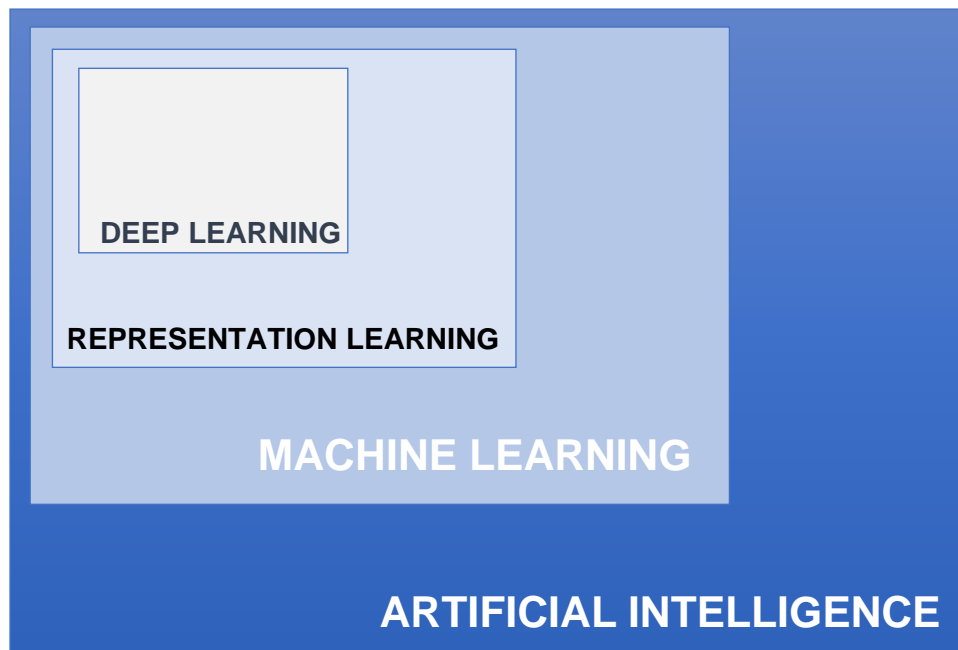 DEEP LEARNING
REPRESENTATION LEARNING
MACHINE LEARNING
ARTIFICIAL INTELLIGENCE